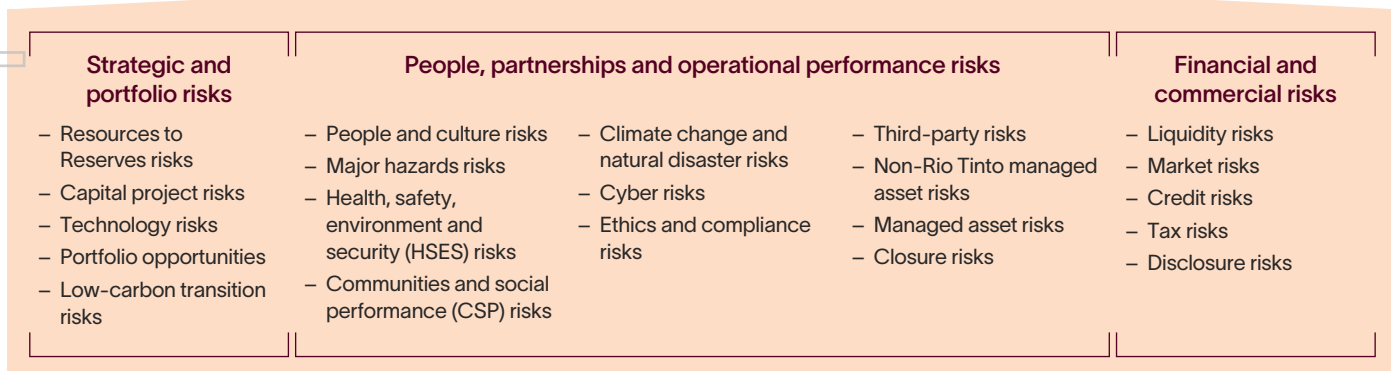 Strategic and
portfolio risks
– Resources to
Reserves risks
– Capital project risks
– Technology risks
– Portfolio opportunities
– Low-carbon transition
risks
People, partnerships and operational performance risks
– People and culture risks
– Major hazards risks
– Health, safety,
environment and
security (HSES) risks
– Communities and social
performance (CSP) risks
– Climate change and
natural disaster risks
– Cyber risks
– Ethics and compliance
risks
– Third-party risks
– Non-Rio Tinto managed
asset risks
– Managed asset risks
– Closure risks
Financial and
commercial risks
– Liquidity risks
– Market risks
– Credit risks
– Tax risks
– Disclosure risks